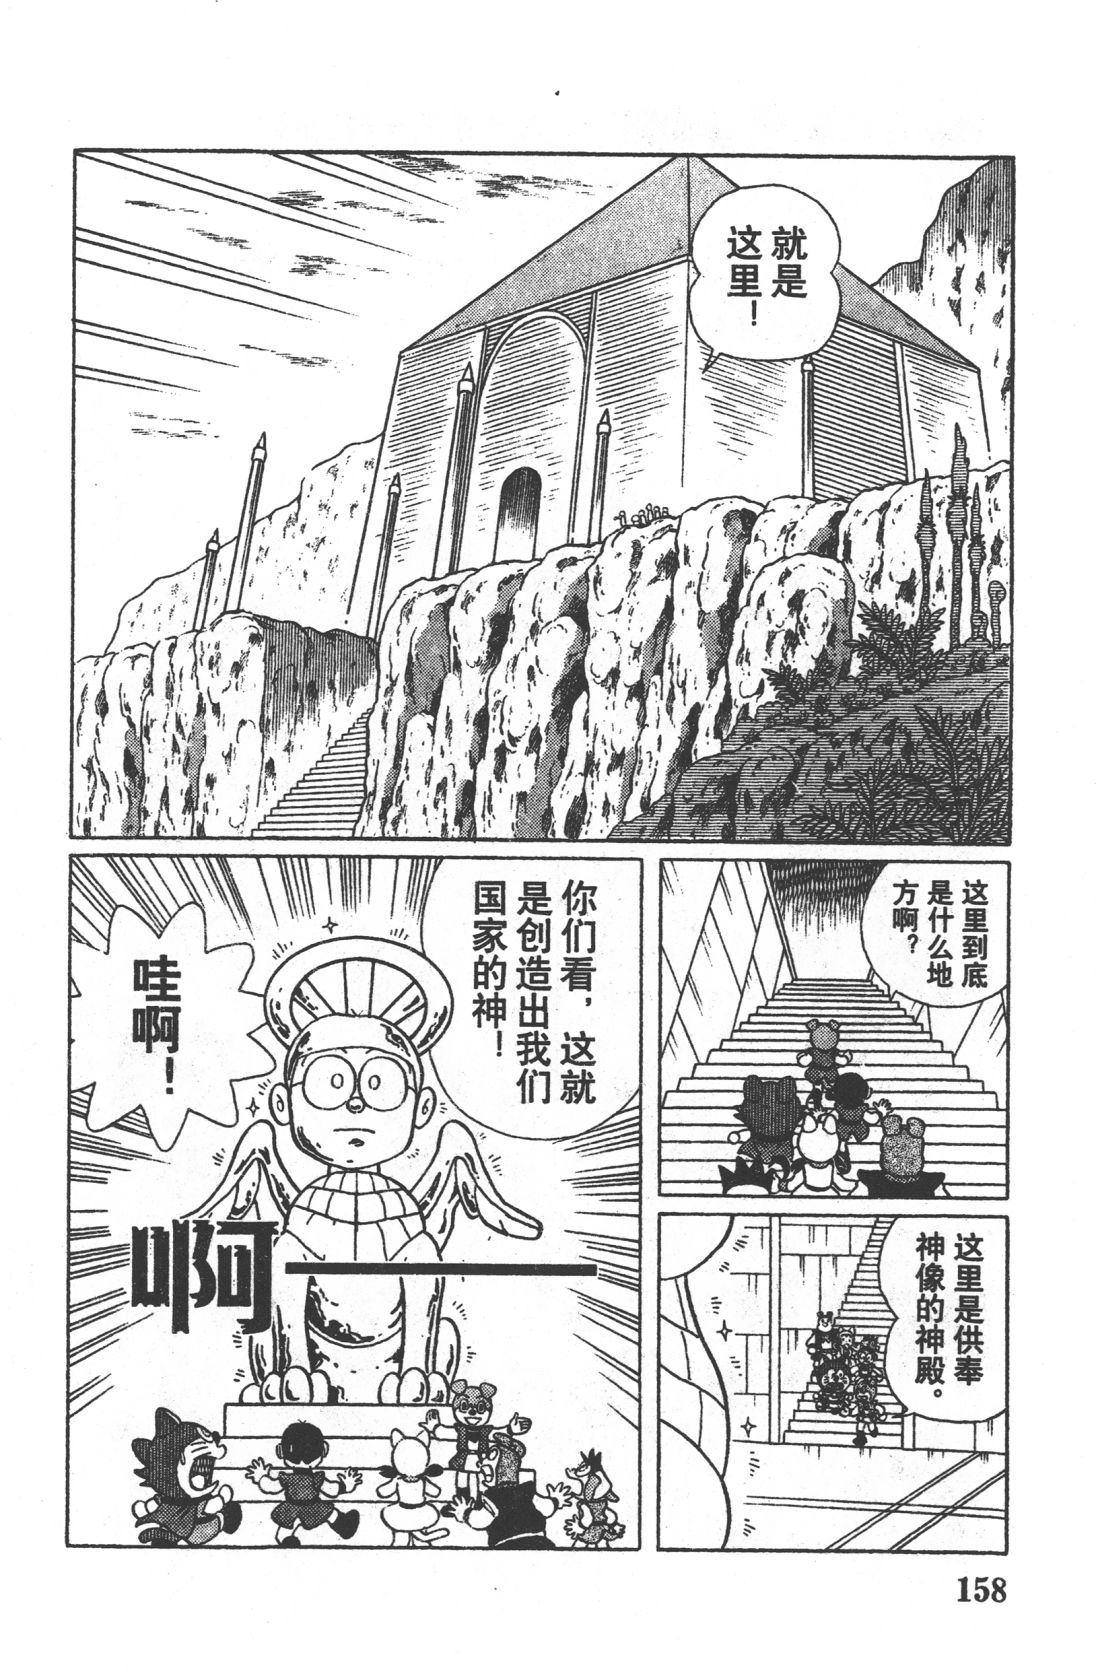 就是
这里！
这里到底
是什么地
方啊？
这里是供奉
神像的神殿。
你们看，这就
是创造出我们
国家的神！
哇啊！
啊——
158